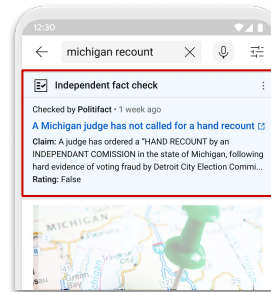 12:30
michigan recount
Independent fact check
Checked by Politifact • 1 week ago
A Michigan judge has not called for a hand recount
Claim: A judge has ordered a "HAND RECOUNT by an
INDEPENDANT COMISSION in the state of Michigan, following
hard evidence of voting fraud by Detroit City Election Commi...
Rating: False
MICHIGAN
Green
Bay